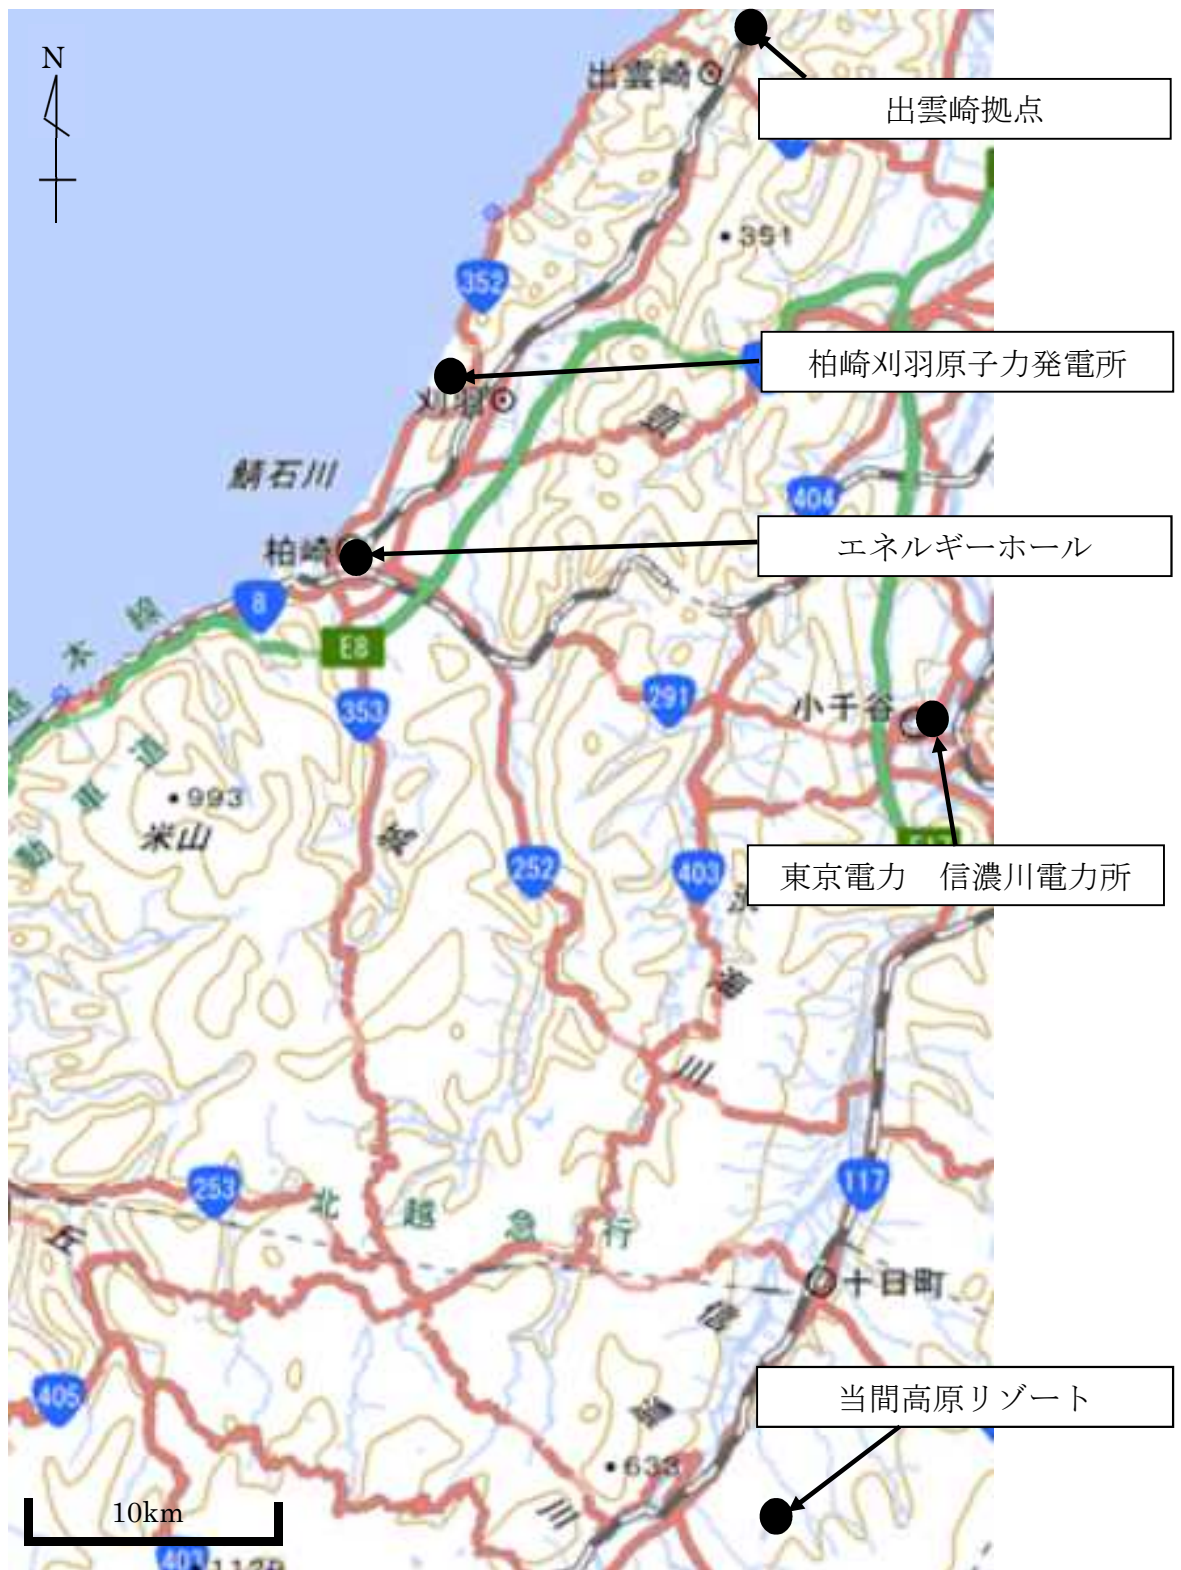 N
出雲崎
出雲崎拠点
351
352
柏崎刈羽原子力発電所
刈羽
鯖石川
404
エネルギーホール
柏崎
8
E8
291
353
小千谷
993
米山
252
403
東京電力　信濃川電力所
川
117
253
北越急行
十日町
信
405
当間高原リゾート
633
川
10km
403